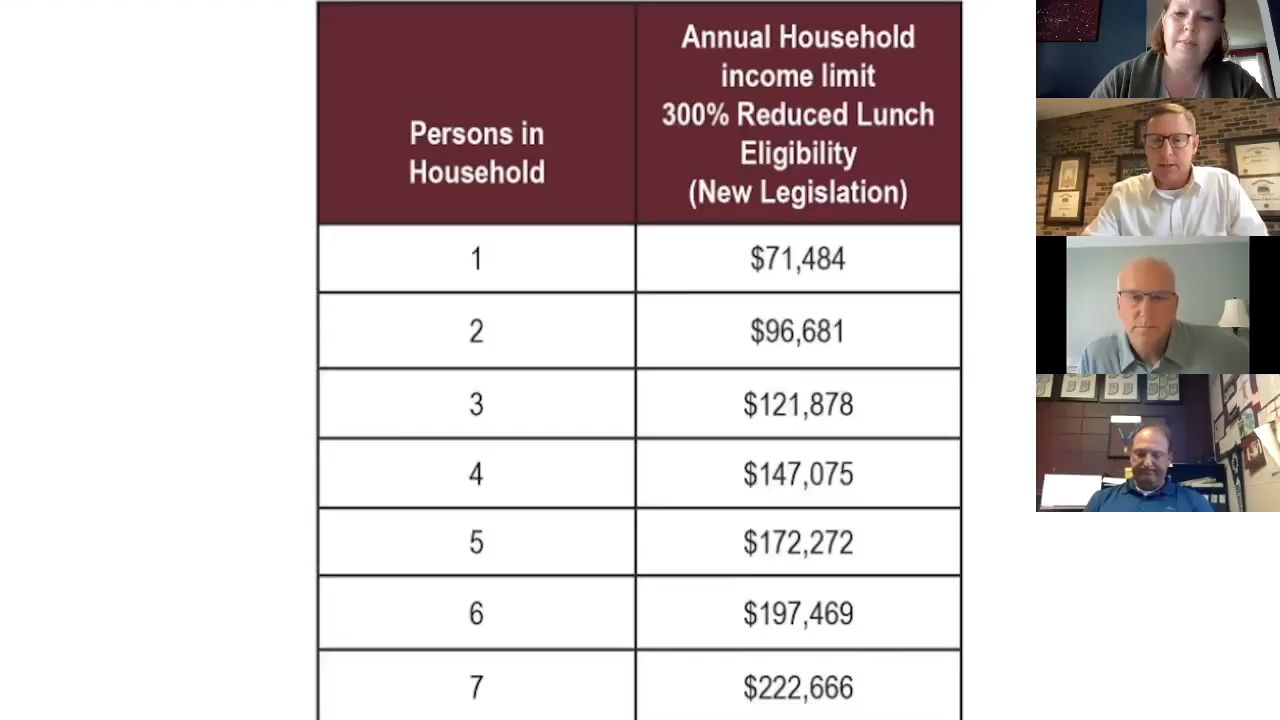 Persons in
Household
Annual Household
income limit
300% Reduced Lunch
Eligibility
(New Legislation)
1 $71,484
2 $96,681
3 $121,878
4 $147,075
5 $172,272
6 $197,469
7 $222,666